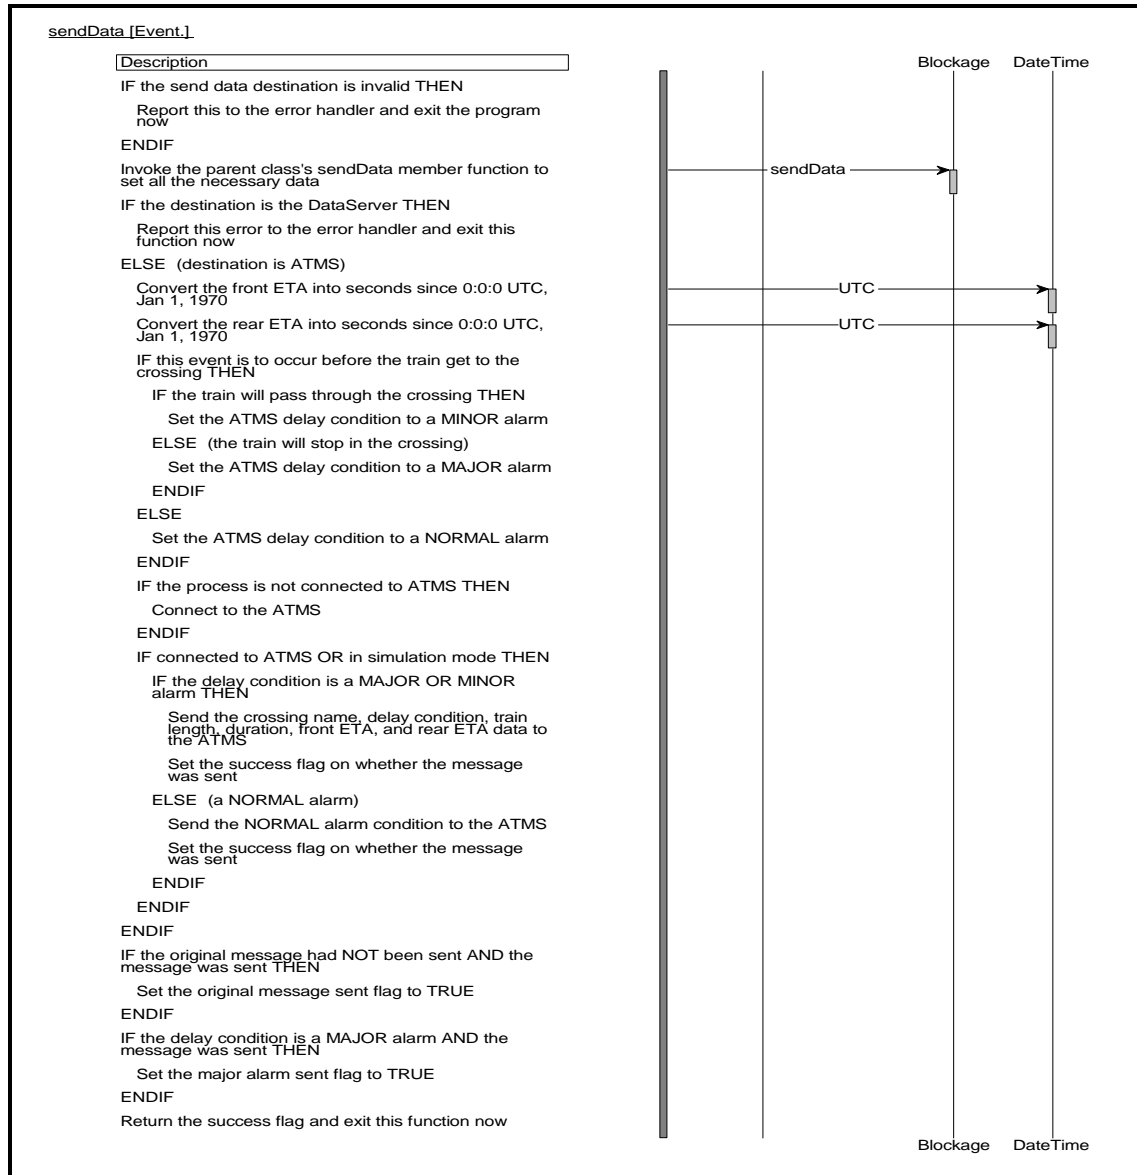 sendData [Event.]
Description
Blockage DateTime
IF the send data destination is invalid THEN
Report this to the error handler and exit the program
now
ENDIF
Invoke the parent class's sendData member function to
set all the necessary data
sendData
IF the destination is the DataServer THEN
Report this error to the error handler and exit this
function now
ELSE (destination is ATMS)
Convert the front ETA into seconds since 0:0:0 UTC,
Jan 1, 1970
UTC
Convert the rear ETA into seconds since 0:0:0 UTC,
Jan 1, 1970
UTC
IF this event is to occur before the train get to the
crossing THEN
IF the train will pass through the crossing THEN
Set the ATMS delay condition to a MINOR alarm
ELSE (the train will stop in the crossing)
Set the ATMS delay condition to a MAJOR alarm
ENDIF
ELSE
Set the ATMS delay condition to a NORMAL alarm
ENDIF
IF the process is not connected to ATMS THEN
Connect to the ATMS
ENDIF
IF connected to ATMS OR in simulation mode THEN
IF the delay condition is a MAJOR OR MINOR
alarm THEN
Send the crossing name, delay condition, train
length, duration, front ETA, and rear ETA data to
the ATMS
Set the success flag on whether the message
was sent
ELSE (a NORMAL alarm)
Send the NORMAL alarm condition to the ATMS
Set the success flag on whether the message
was sent
ENDIF
ENDIF
ENDIF
IF the original message had NOT been sent AND the
message was sent THEN
Set the original message sent flag to TRUE
ENDIF
IF the delay condition is a MAJOR alarm AND the
message was sent THEN
Set the major alarm sent flag to TRUE
ENDIF
Return the success flag and exit this function now
Blockage DateTime